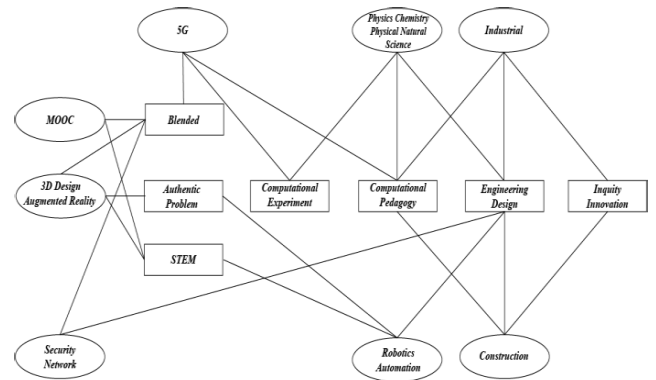 5G
Physics Chemistry
Physical Natural
Science
Industrial
MOOC
Blended
3D Design
Augmented Reality
Authentic
Problem
Computational
Experiment
Computational
Pedagogy
Engineering
Design
Inquity
Innovation
STEM
Security
Network
Robotics
Automation
Construction